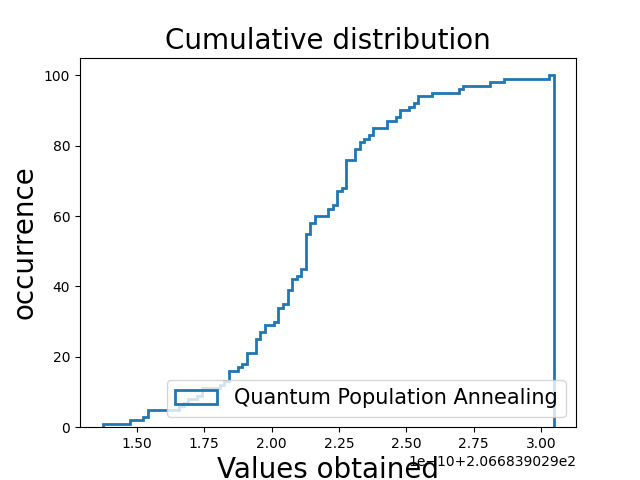 Cumulative distribution
occurrence
100
80
60
40
20
0
Quantum Population Annealing
1.50 1.75 2.00 2.25 2.50 2.75 3.00
1e−10+2.066839029e2
Values obtained